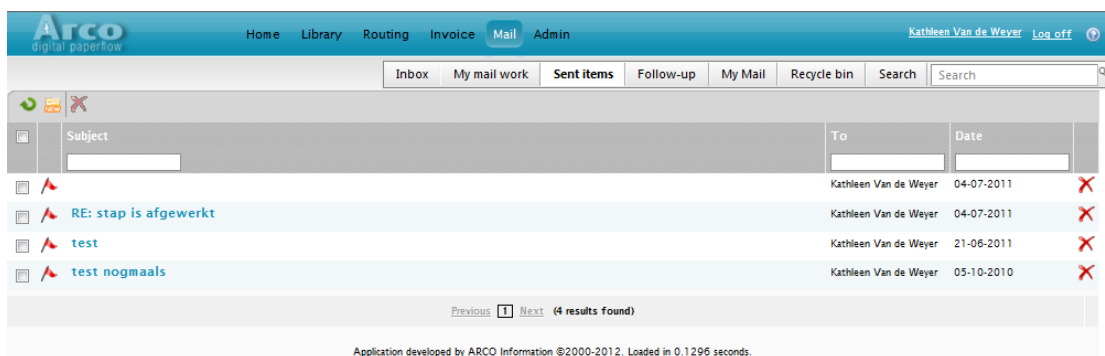 Arco
digital paperflow
Home Library Routing Invoice Mail Admin
Kathleen Van de Weyer Log off ?
Inbox My mail work Sent items Follow-up My Mail Recycle bin Search Search
NEW
Subject To Date
Kathleen Van de Weyer 04-07-2011
RE: stap is afgewerkt Kathleen Van de Weyer 04-07-2011
test Kathleen Van de Weyer 21-06-2011
test nogmaals Kathleen Van de Weyer 05-10-2010
Previous 1 Next (4 results found)
Application developed by ARCO Information ©2000-2012. Loaded in 0.1296 seconds.